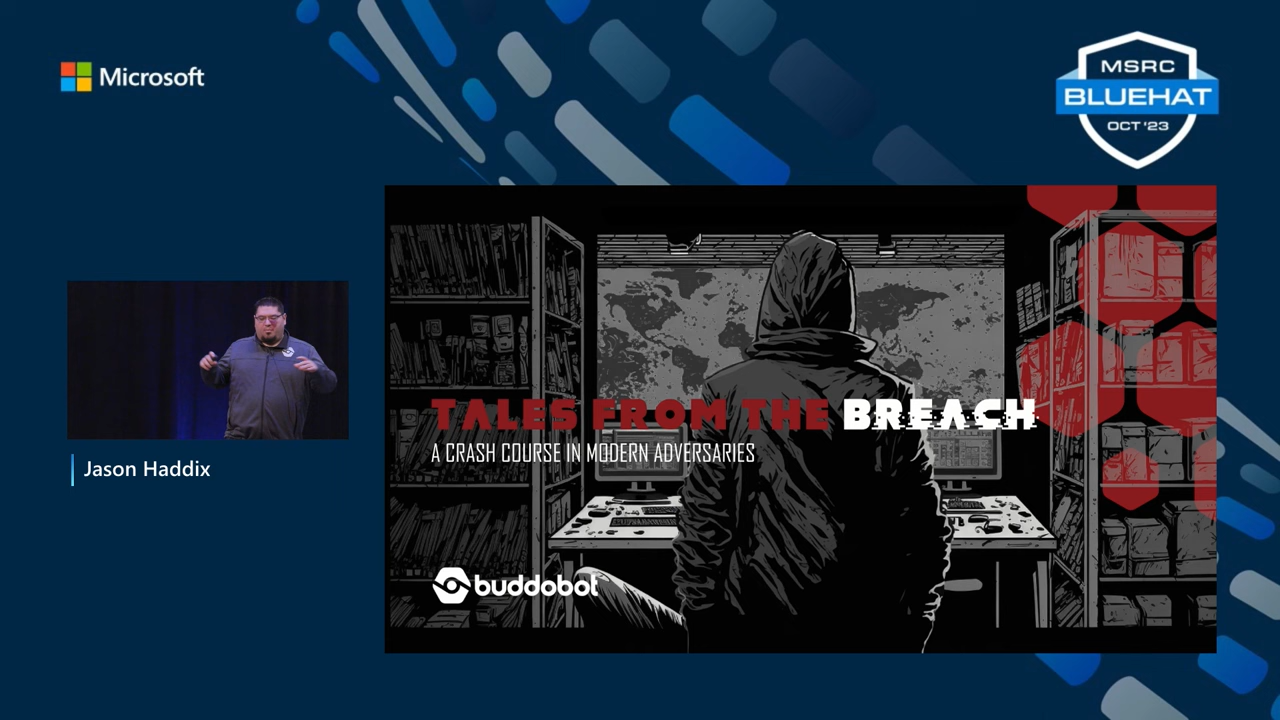 Microsoft
MSRC
BLUEHAT
OCT '23
TALES FROM THE BREACH
A CRASH COURSE IN MODERN ADVERSARIES
Jason Haddix
buddobot